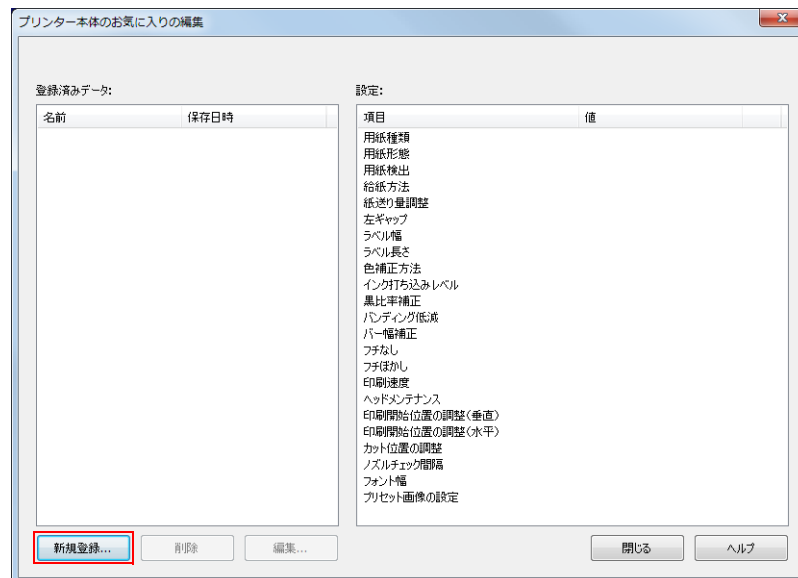 プリンター本体のお気に入りの編集
登録済みデータ:
設定:
名前 保存日時
項目 値
用紙種類
用紙形態
用紙検出
給紙方法
紙送り量調整
左ギャップ
ラベル幅
ラベル長さ
色補正方法
インク打ち込みレベル
黒比率補正
バンディング低減
バー幅補正
フチなし
フチぼかし
印刷速度
ヘッドメンテナンス
印刷開始位置の調整(垂直)
印刷開始位置の調整(水平)
カット位置の調整
ノズルチェック間隔
フォント幅
プリセット画像の設定
新規登録... 削除 編集... 閉じる ヘルプ